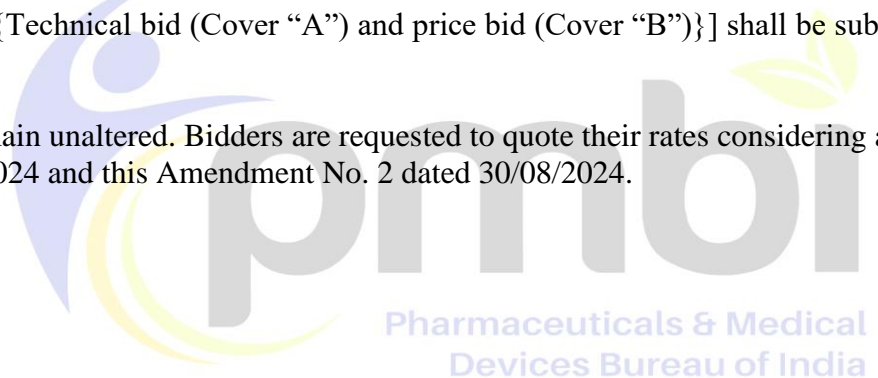 {Technical bid (Cover “A”) and price bid (Cover “B”)}] shall be sub
ain unaltered. Bidders are requested to quote their rates considering a
024 and this Amendment No. 2 dated 30/08/2024.
pmbi
Pharmaceuticals & Medical
Devices Bureau of India